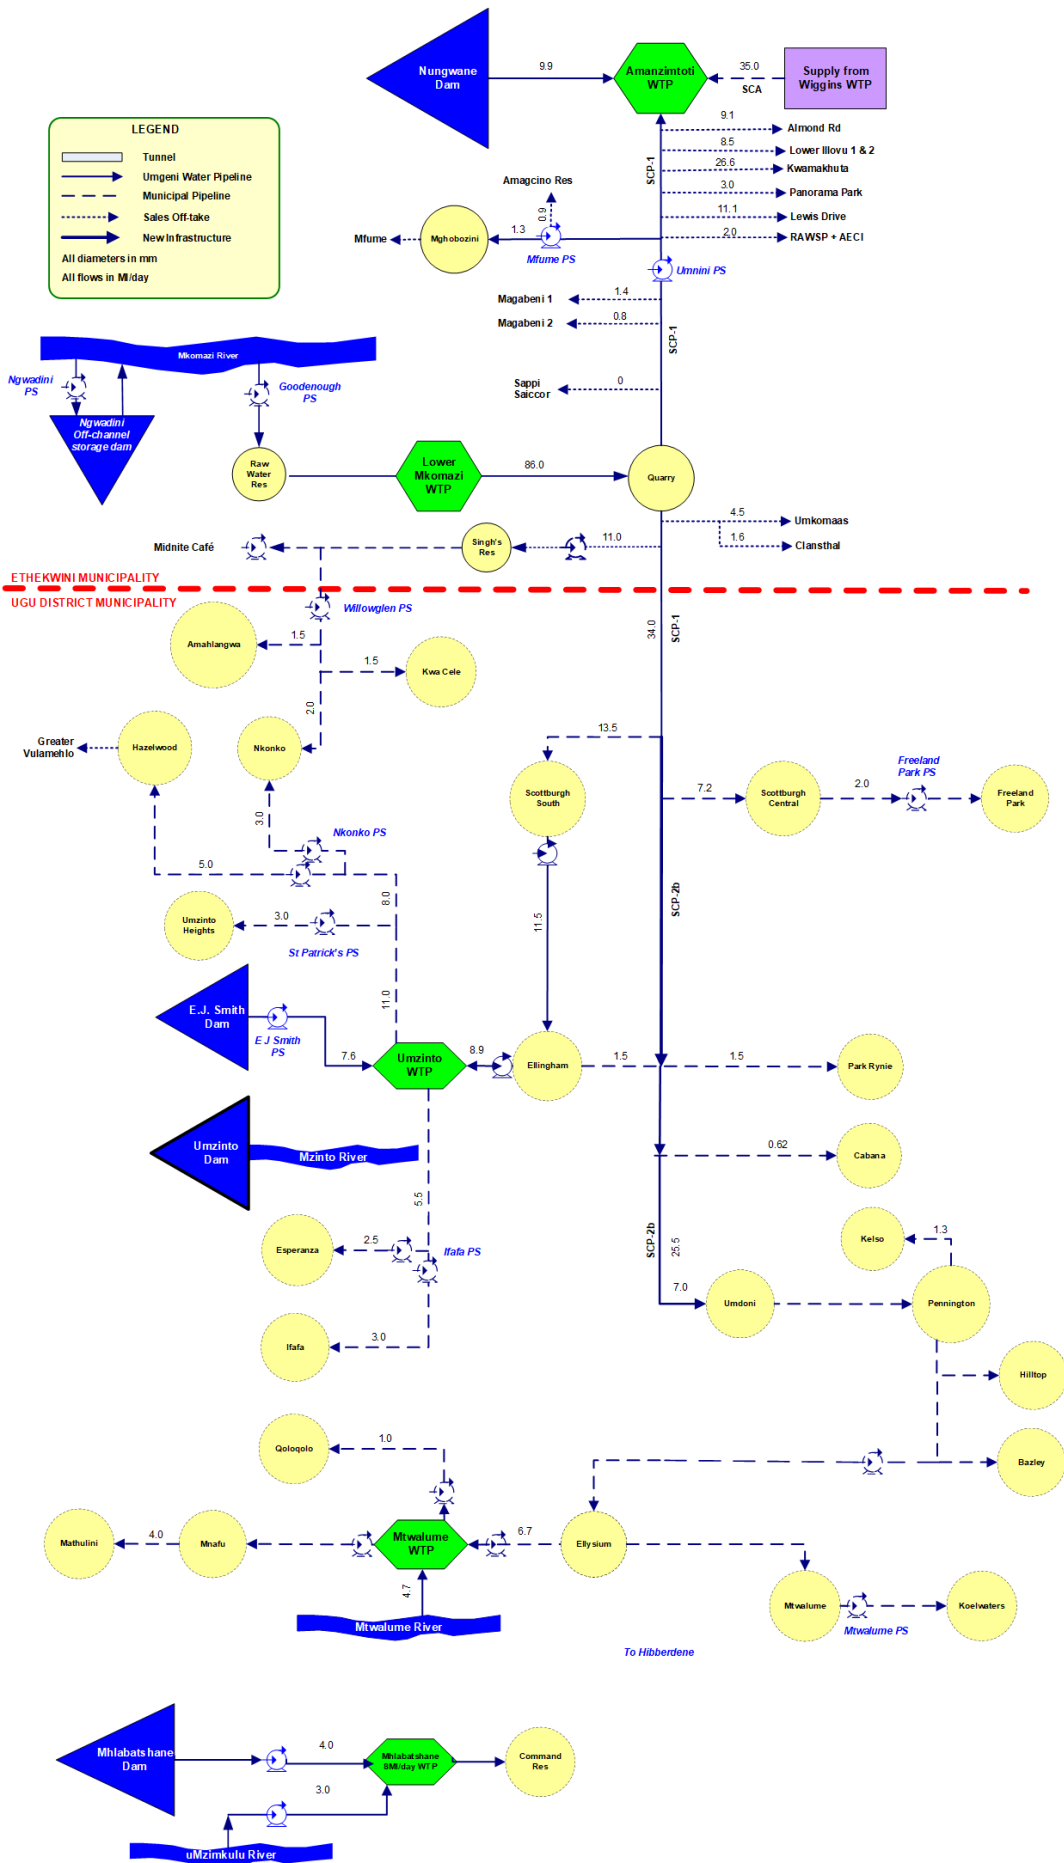 Nungwane
Dam
9.9
Amanzimtoti
WTP
35.0
SCA
Supply from
Wiggins WTP
LEGEND
Tunnel
Umgeni Water Pipeline
Municipal Pipeline
Sales Off-take
New Infrastructure
All diameters in mm
All flows in Ml/day
9.1
Almond Rd
8.5
Lower Illovu 1 & 2
26.6
Kwamakhuta
3.0
Panorama Park
11.1
Lewis Drive
2.0
RAWSP + AECI
SCP-1
Amagcino Res
0.9
Mfume
Mghobozini
1.3
Mfume PS
Umnini PS
Magabeni 1
1.4
Magabeni 2
0.8
SCP-1
Sappi
Saiccor
0
Mkomazi River
Ngwadini
PS
Goodenough
PS
Ngwadini
Off-channel
storage dam
Raw
Water
Res
Lower
Mkomazi
WTP
86.0
Quarry
4.5
Umkomaas
1.6
Clansthal
Midnite Café
Singh's
Res
11.0
ETHEKWINI MUNICIPALITY
UGU DISTRICT MUNICIPALITY
Willowglen PS
34.0
SCP-1
Amahlangwa
1.5
1.5
Kwa Cele
2.0
Greater
Vulamehlo
Hazelwood
Nkonko
13.5
Scottburgh
South
7.2
Scottburgh
Central
2.0
Freeland
Park PS
Freeland
Park
3.0
Nkonko PS
5.0
8.0
Umzinto
Heights
3.0
St Patrick's PS
11.5
SCP-2b
11.0
E.J. Smith
Dam
E J Smith
PS
7.6
Umzinto
WTP
8.9
Ellingham
1.5
1.5
Park Rynie
Umzinto
Dam
Mzinto River
0.62
Cabana
5.5
SCP-2b
25.5
Kelso
1.3
Esperanza
2.5
Ifafa PS
7.0
Umdoni
Pennington
Ifafa
3.0
Hilltop
Qoloqolo
1.0
Bazley
Mathulini
4.0
Mnafu
Mtwalume
WTP
6.7
Ellysium
4.7
Mtwalume River
Mtwalume
Mtwalume PS
Koelwaters
To Hibberdene
Mhlabatshane
Dam
4.0
Mhlabatshane
8Ml/day WTP
Command
Res
3.0
uMzimkulu River